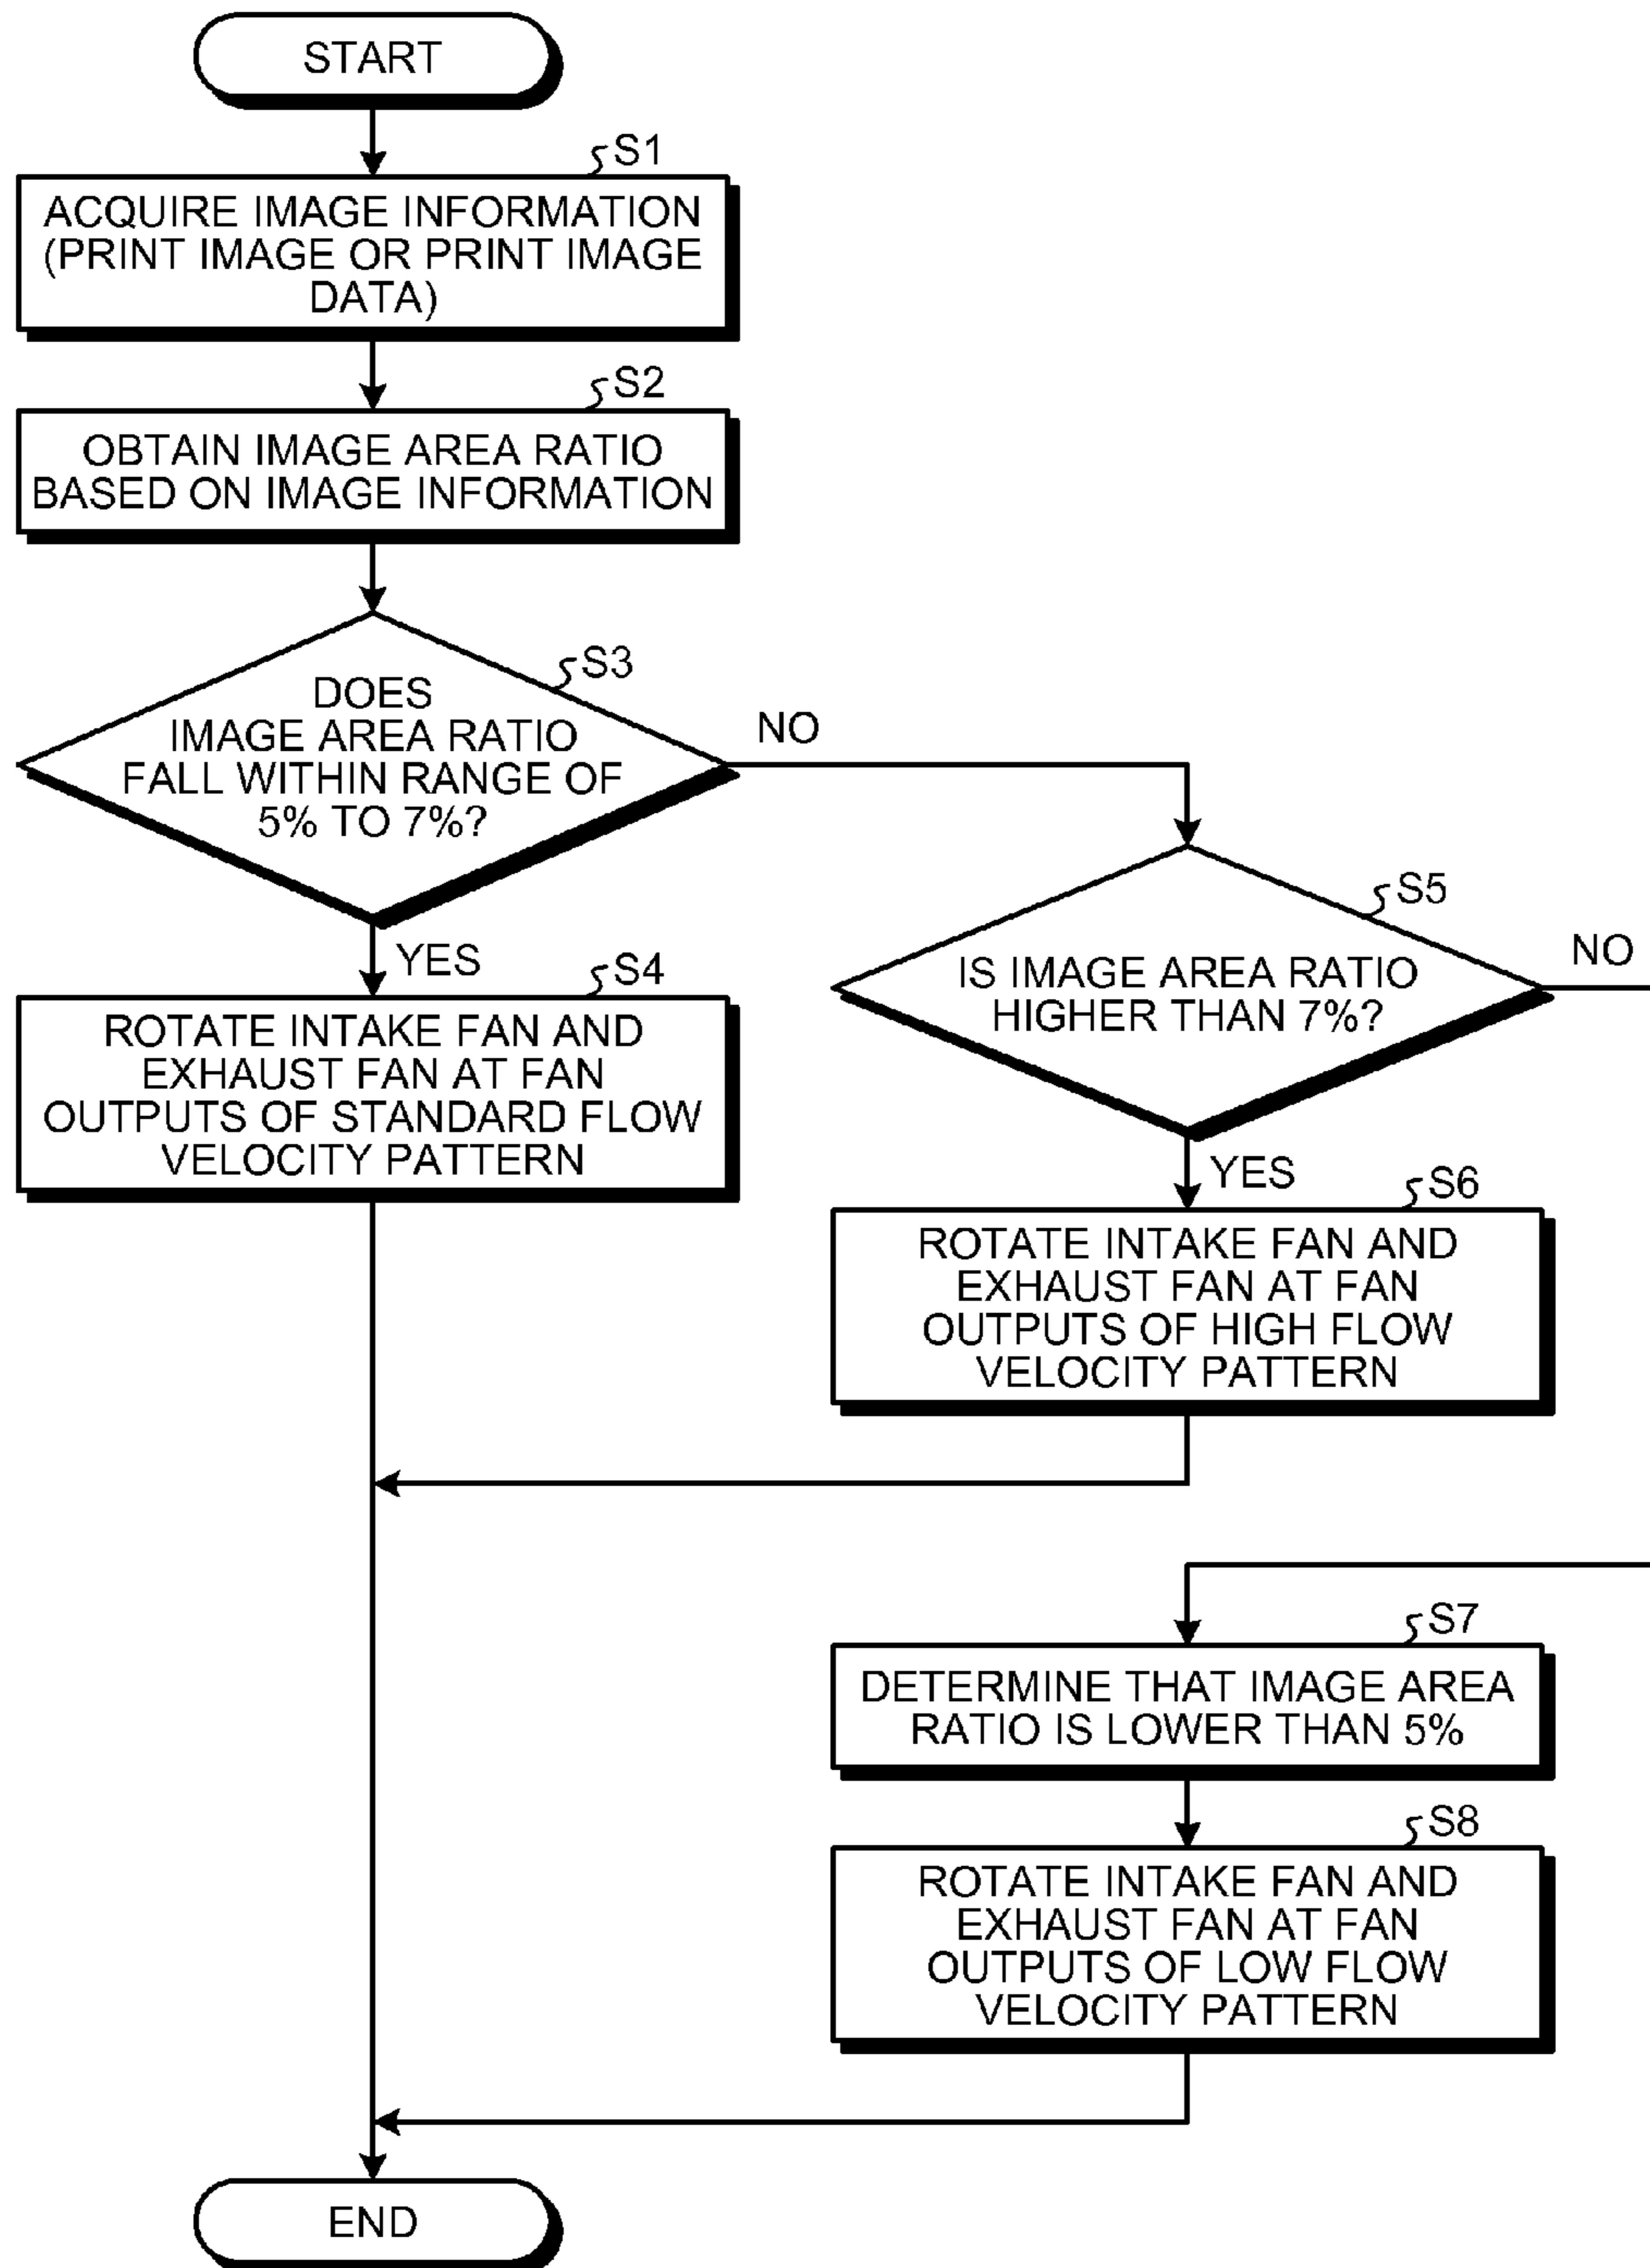 START
S1
ACQUIRE IMAGE INFORMATION
(PRINT IMAGE OR PRINT IMAGE
DATA)
S2
OBTAIN IMAGE AREA RATIO
BASED ON IMAGE INFORMATION
S3
DOES
IMAGE AREA RATIO
FALL WITHIN RANGE OF
5% TO 7%?
NO
YES
S4
ROTATE INTAKE FAN AND
EXHAUST FAN AT FAN
OUTPUTS OF STANDARD FLOW
VELOCITY PATTERN
S5
IS IMAGE AREA RATIO
HIGHER THAN 7%?
NO
YES
S6
ROTATE INTAKE FAN AND
EXHAUST FAN AT FAN
OUTPUTS OF HIGH FLOW
VELOCITY PATTERN
S7
DETERMINE THAT IMAGE AREA
RATIO IS LOWER THAN 5%
S8
ROTATE INTAKE FAN AND
EXHAUST FAN AT FAN
OUTPUTS OF LOW FLOW
VELOCITY PATTERN
END